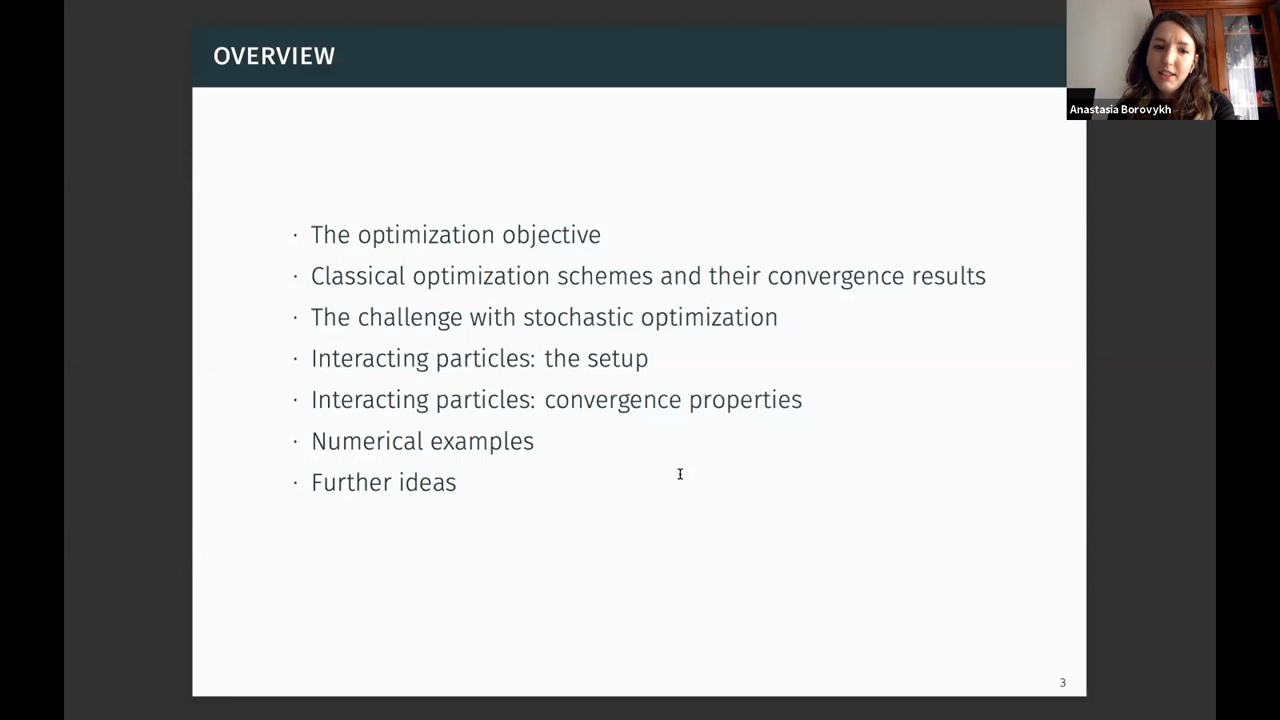 OVERVIEW
Anastasia Borovykh
· The optimization objective
· Classical optimization schemes and their convergence results
· The challenge with stochastic optimization
· Interacting particles: the setup
· Interacting particles: convergence properties
· Numerical examples
· Further ideas
3